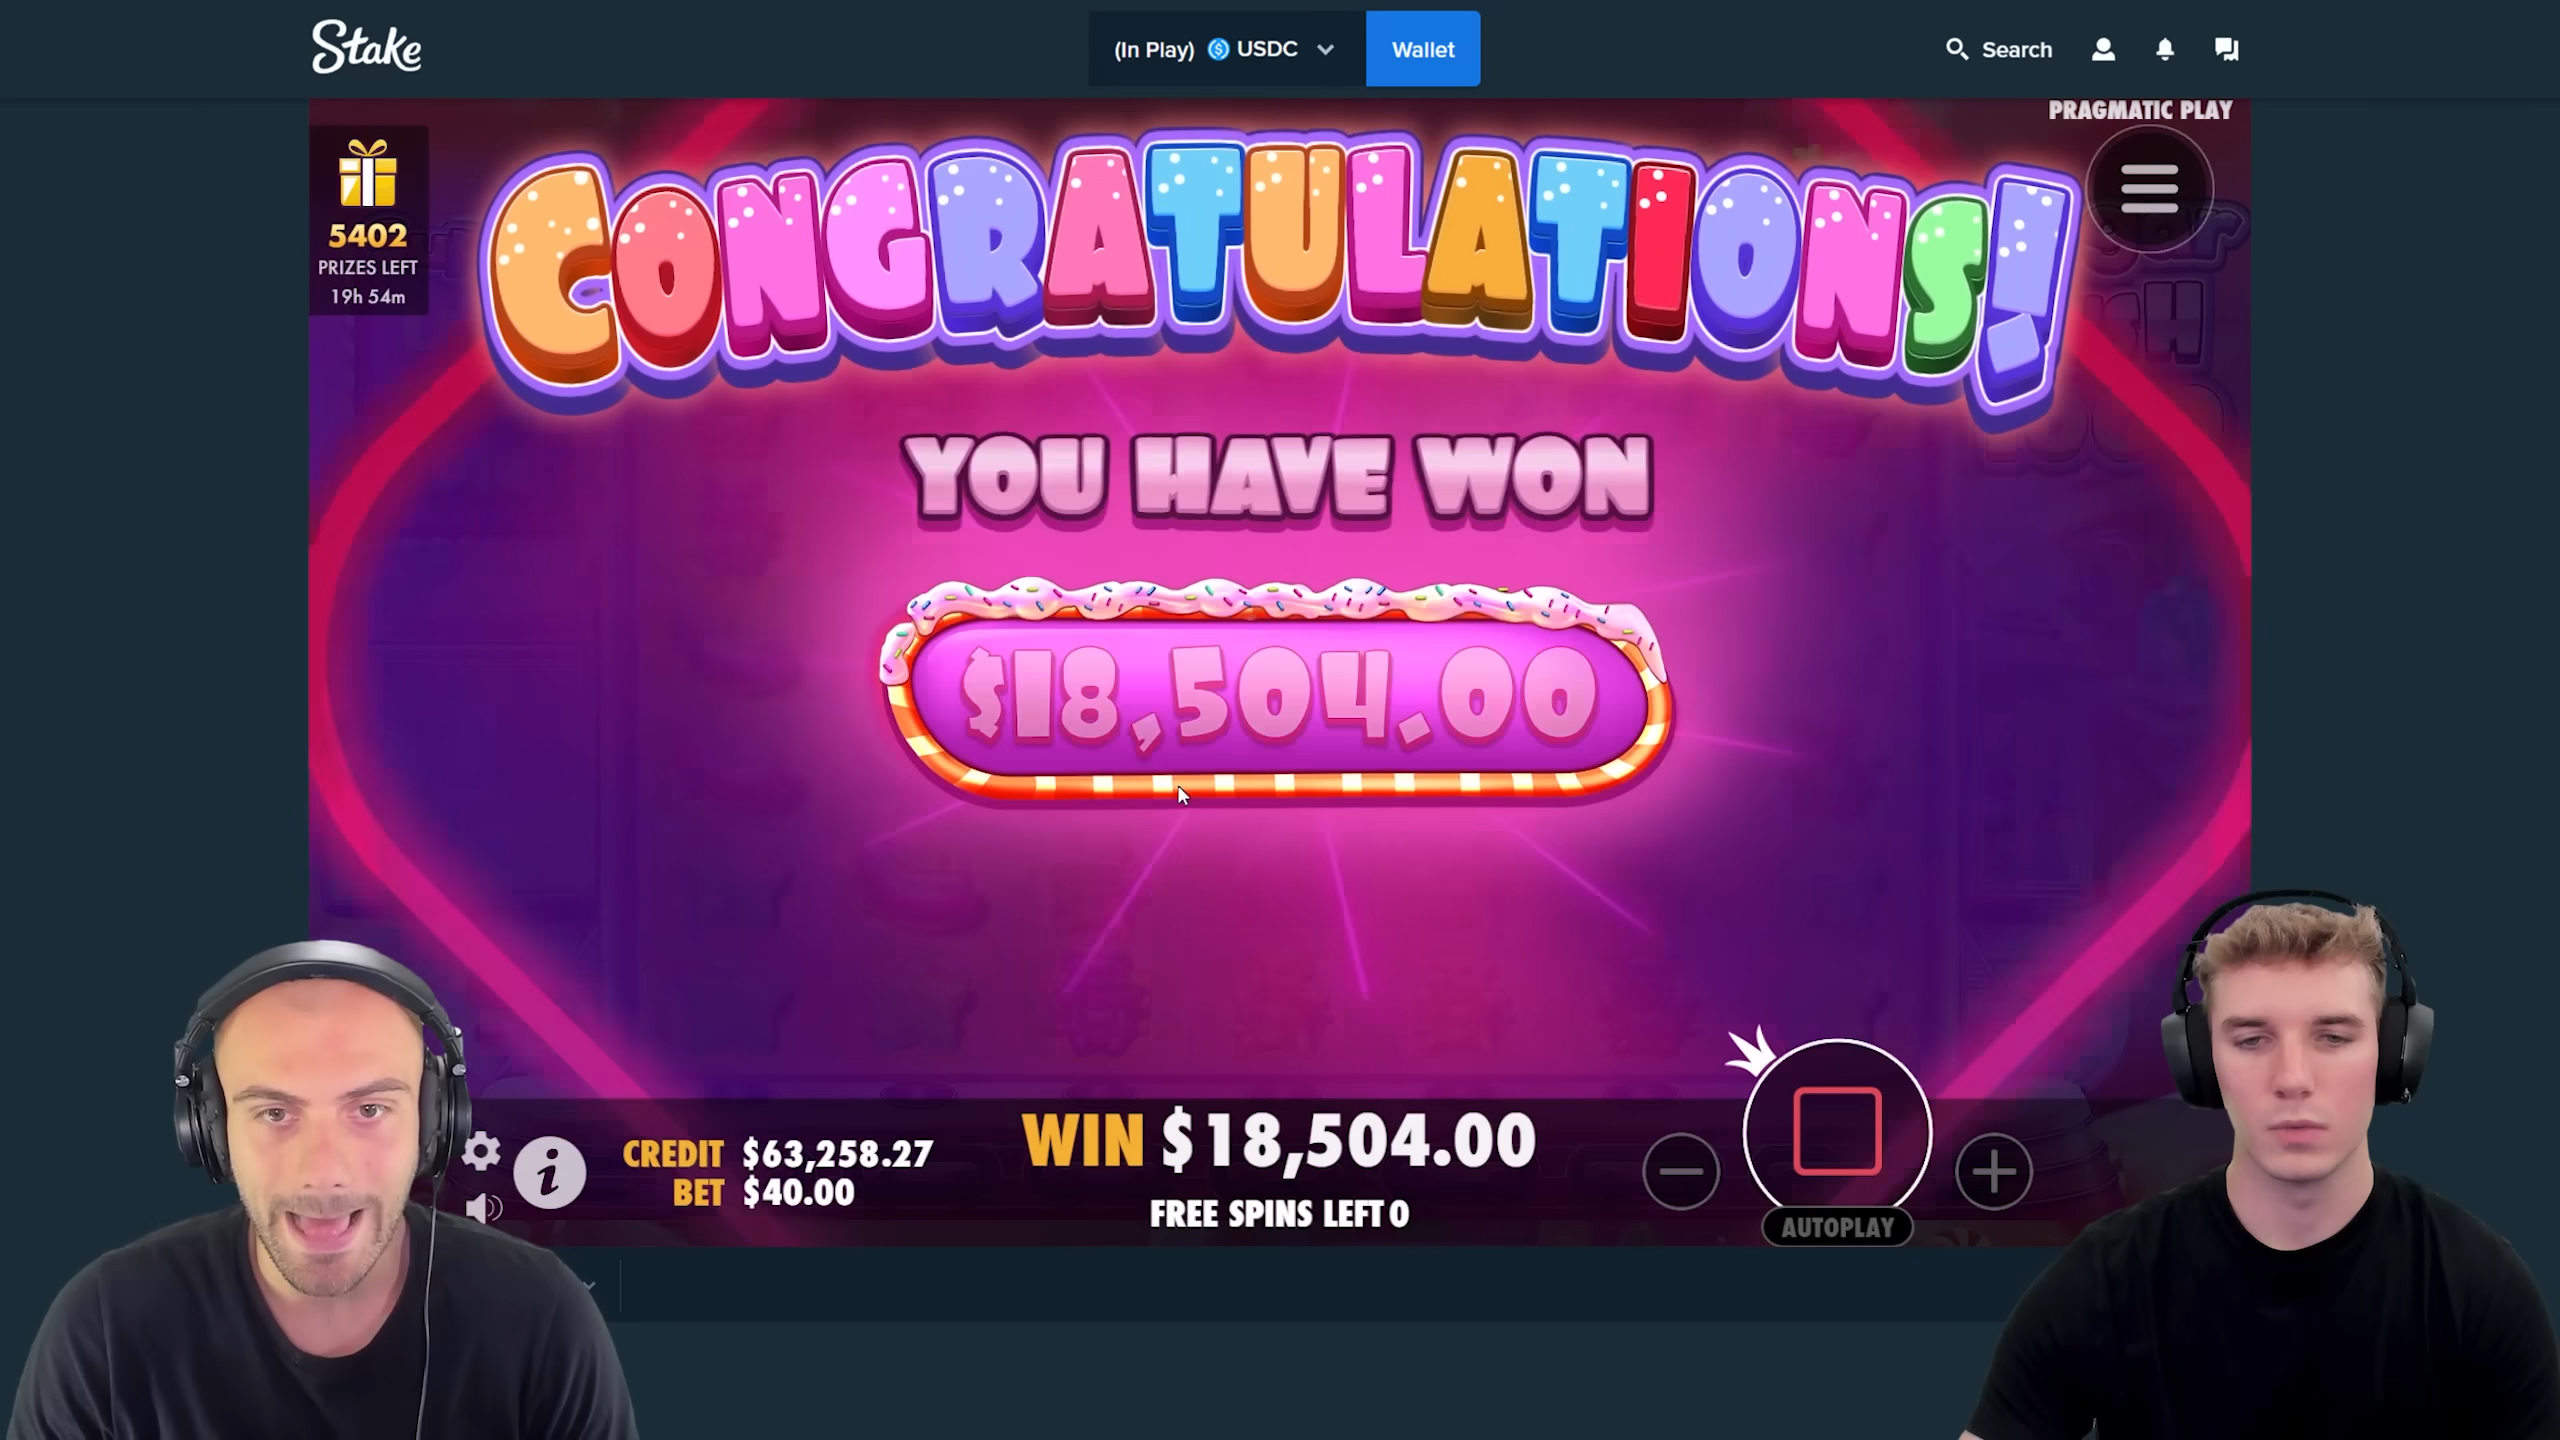 Stake
(In Play) USDC
Wallet
Search
PRAGMATIC PLAY
5402
PRIZES LEFT
19h 54m
CONGRATULATIONS!
YOU HAVE WON
$18,504.00
CREDIT $63,258.27
BET $40.00
WIN $18,504.00
FREE SPINS LEFT 0
AUTOPLAY